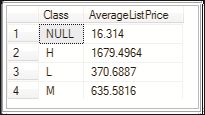 Class AverageListPrice
1 NULL 16.314
2 H 1679.4964
3 L 370.6887
4 M 635.5816